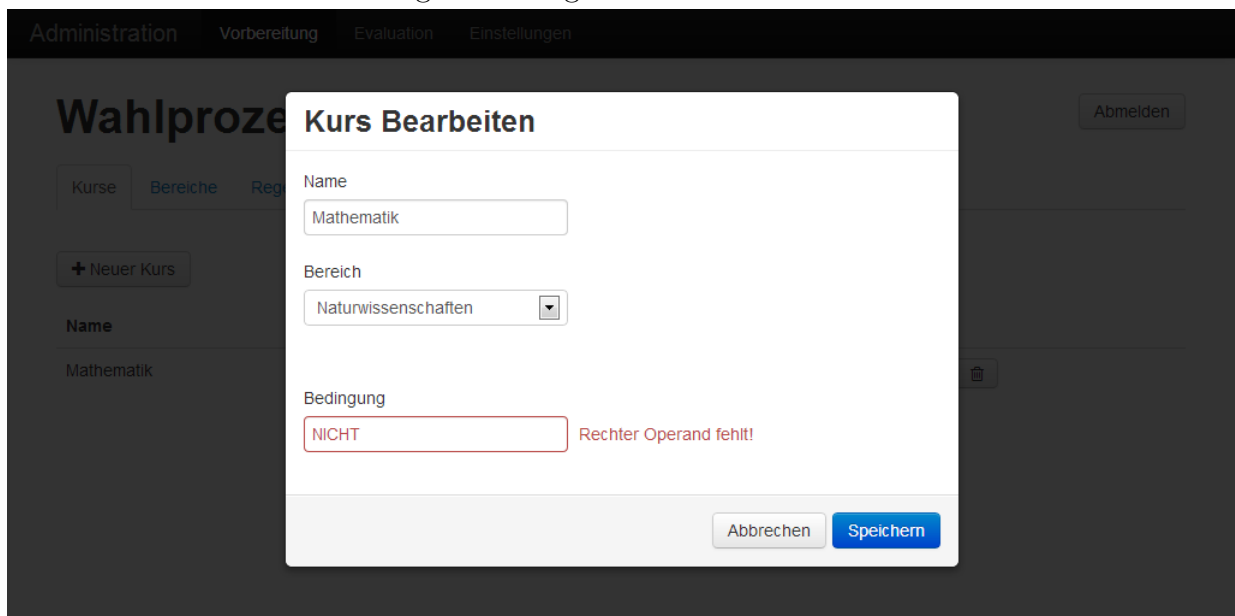 Administration Vorbereitung Evaluation Einstellungen
Wahlproze
Abmelden
Kurse Bereiche Reg
+ Neuer Kurs
Name
Mathematik
Kurs Bearbeiten
Name
Mathematik
Bereich
Naturwissenschaften
Bedingung
NICHT Rechter Operand fehlt!
Abbrechen Speichern